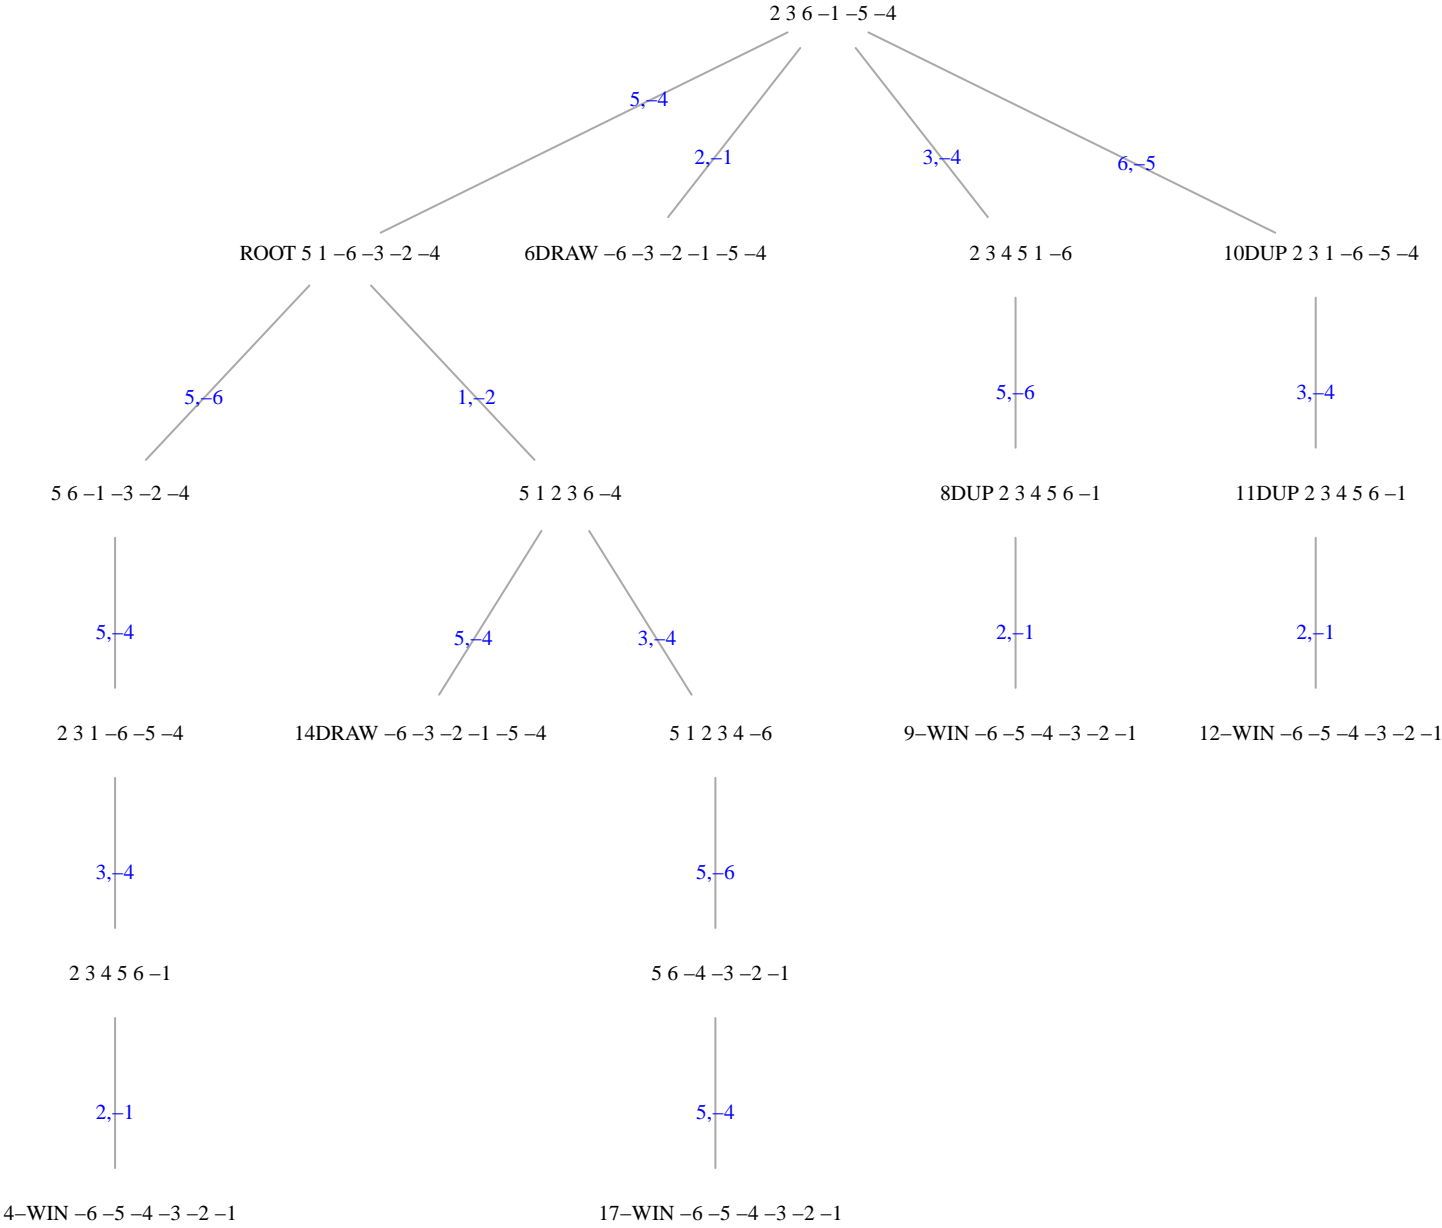 2 3 6 –1 –5 –4
5,–4
2,–1
3,–4
6,–5
ROOT 5 1 –6 –3 –2 –4
6DRAW –6 –3 –2 –1 –5 –4
2 3 4 5 1 –6
10DUP 2 3 1 –6 –5 –4
5,–6
1,–2
5,–6
3,–4
5 6 –1 –3 –2 –4
5 1 2 3 6 –4
8DUP 2 3 4 5 6 –1
11DUP 2 3 4 5 6 –1
5,–4
5,–4
3,–4
2,–1
2,–1
2 3 1 –6 –5 –4
14DRAW –6 –3 –2 –1 –5 –4
5 1 2 3 4 –6
9–WIN –6 –5 –4 –3 –2 –1
12–WIN –6 –5 –4 –3 –2 –1
3,–4
5,–6
2 3 4 5 6 –1
5 6 –4 –3 –2 –1
2,–1
5,–4
4–WIN –6 –5 –4 –3 –2 –1
17–WIN –6 –5 –4 –3 –2 –1